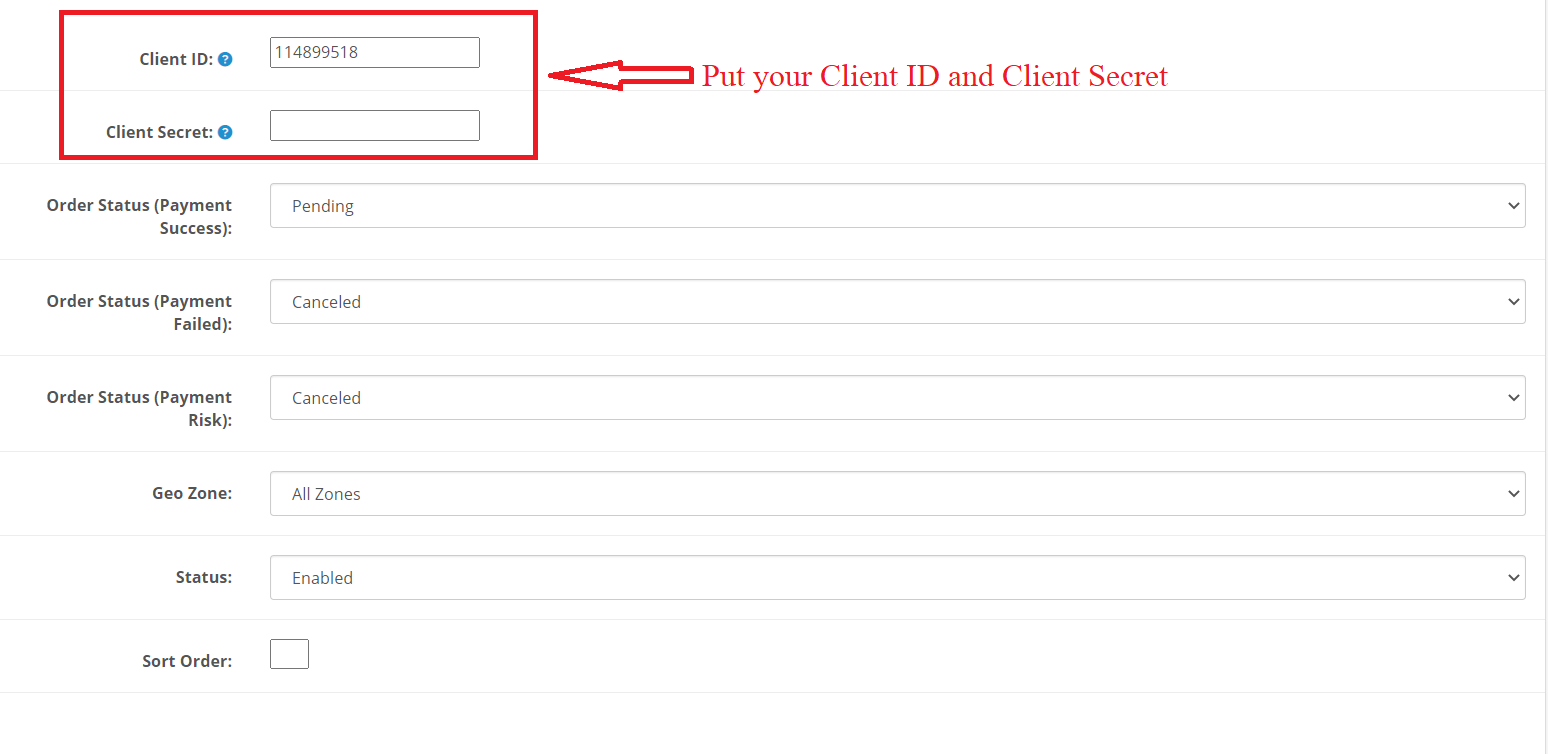 Client ID: ?
114899518
Put your Client ID and Client Secret
Client Secret: ?
Order Status (Payment
Success):
Pending
Order Status (Payment
Failed):
Canceled
Order Status (Payment
Risk):
Canceled
Geo Zone:
All Zones
Status:
Enabled
Sort Order: